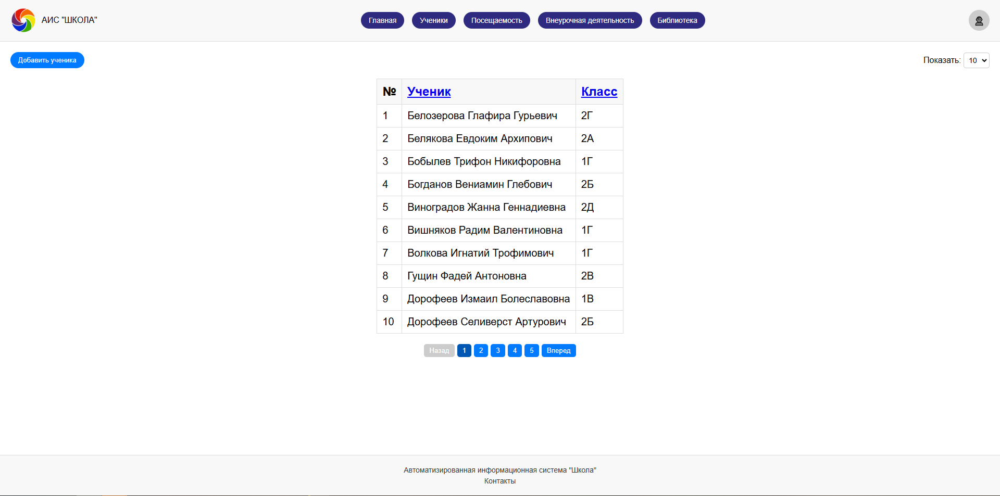 АИС "ШКОЛА"
Главная Ученики Посещаемость Внеурочная деятельность Библиотека
Добавить ученика Показать: 10
№ Ученик Класс
1 Белозерова Глафира Гурьевич 2Г
2 Белякова Евдоким Архипович 2А
3 Бобылев Трифон Никифоровна 1Г
4 Богданов Вениамин Глебович 2Б
5 Виноградов Жанна Геннадиевна 2Д
6 Вишняков Радим Валентиновна 1Г
7 Волкова Игнатий Трофимович 1Г
8 Гущин Фадей Антоновна 2В
9 Дорофеев Измаил Болеславовна 1В
10 Дорофеев Селиверст Артурович 2Б
Назад 1 2 3 4 5 Вперед
Автоматизированная информационная система "Школа"
Контакты